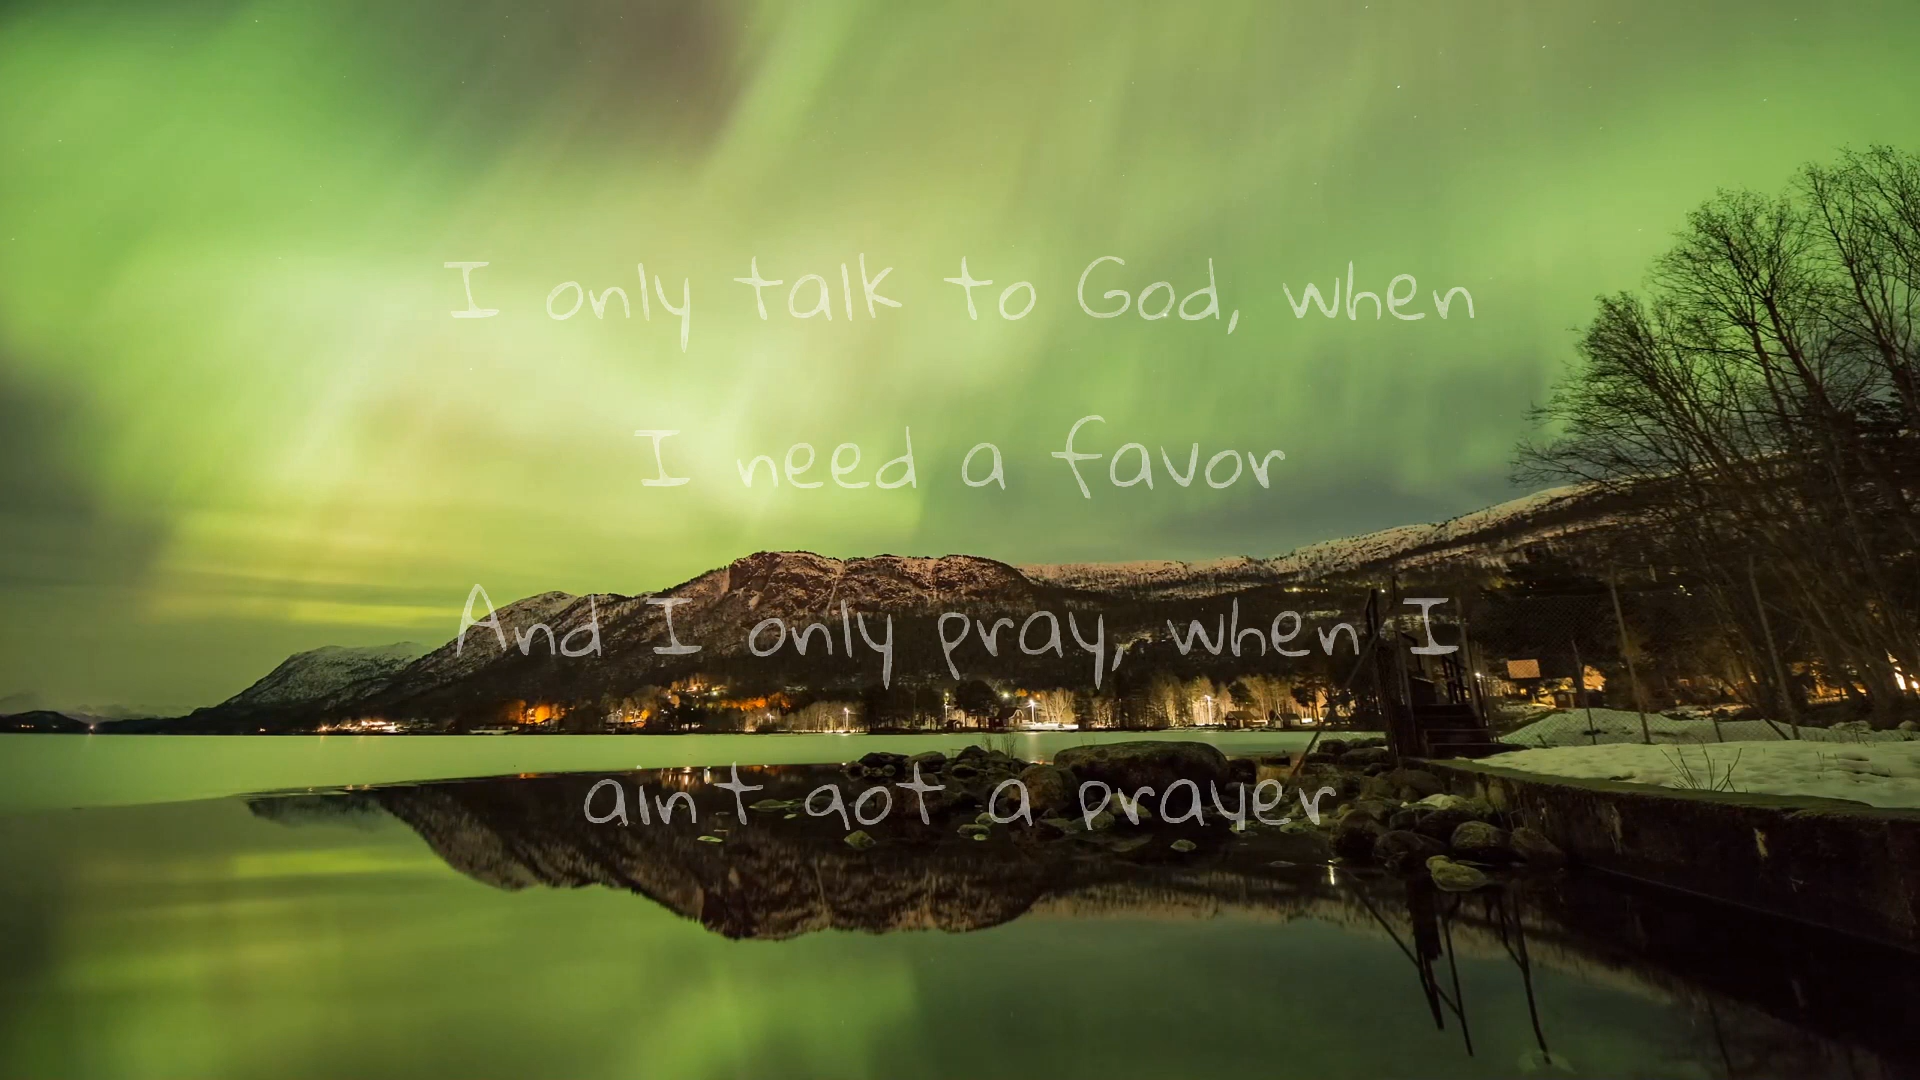 I only talk to God, when
I need a favor
And I only pray, when I
ain't got a prayer